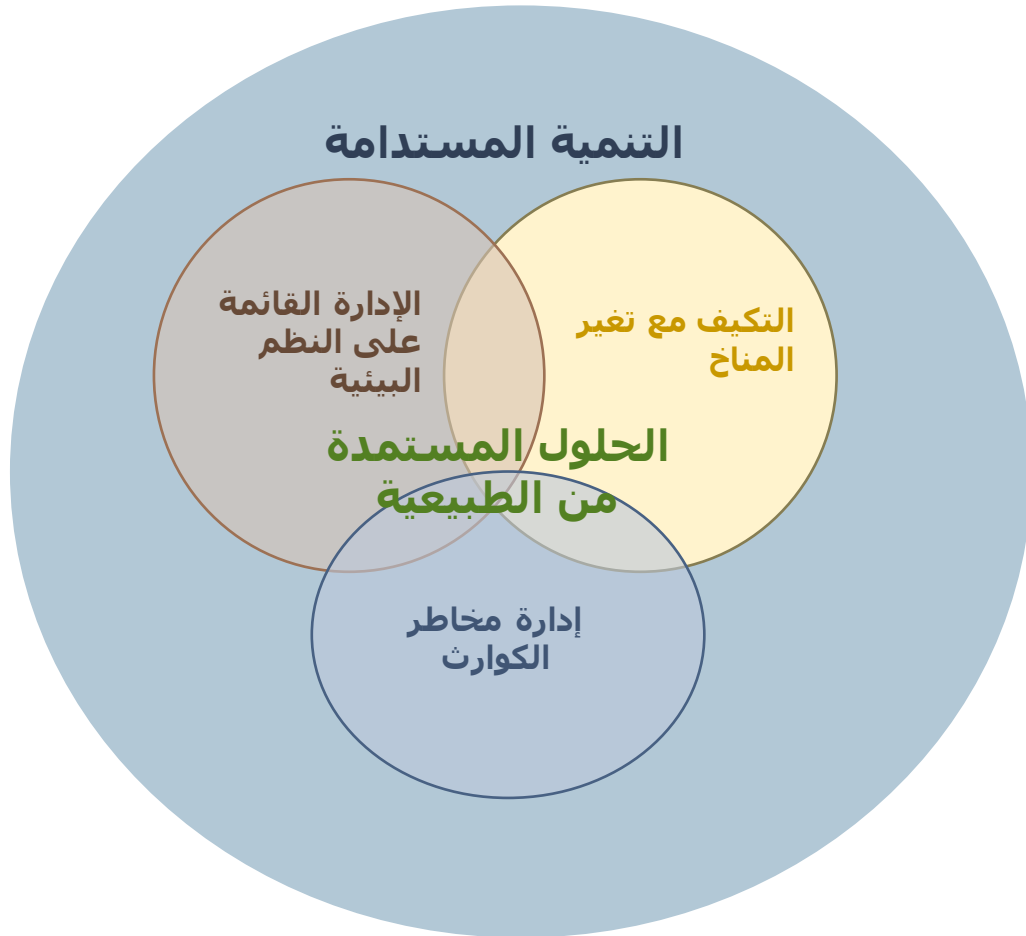 التنمية المستدامة
الإدارة القائمة
على النظم
البيئية
التكيف مع تغير
المناخ
الحلول المستمدة
من الطبيعية
إدارة مخاطر
الكوارث